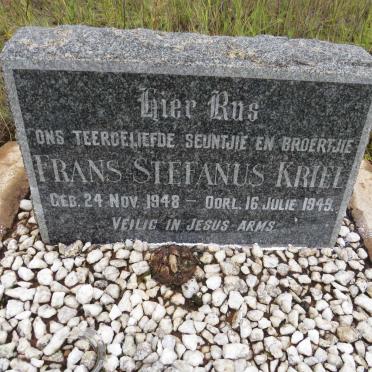 Hier Rus
ONS TEERGELIEFDE SEUNTJIE EN BROERTJIE
FRANS STEFANUS KRIEL
GEB. 24 NOV. 1948 — OORL. 16 JULIE 1949.
VEILIG IN JESUS ARMS